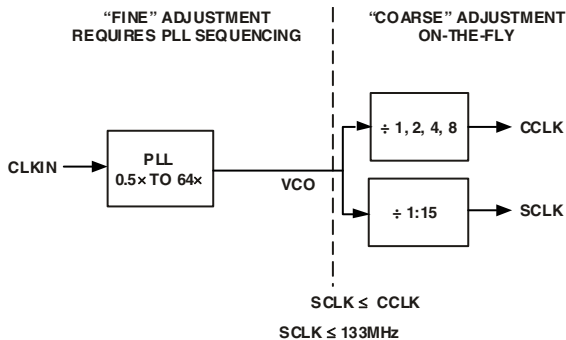 “FINE” ADJUSTMENT
REQUIRES PLL SEQUENCING
“COARSE” ADJUSTMENT
ON-THE-FLY
CLKIN
PLL
0.5× TO 64×
VCO
÷ 1, 2, 4, 8
CCLK
÷ 1:15
SCLK
SCLK ≤ CCLK
SCLK ≤ 133MHz